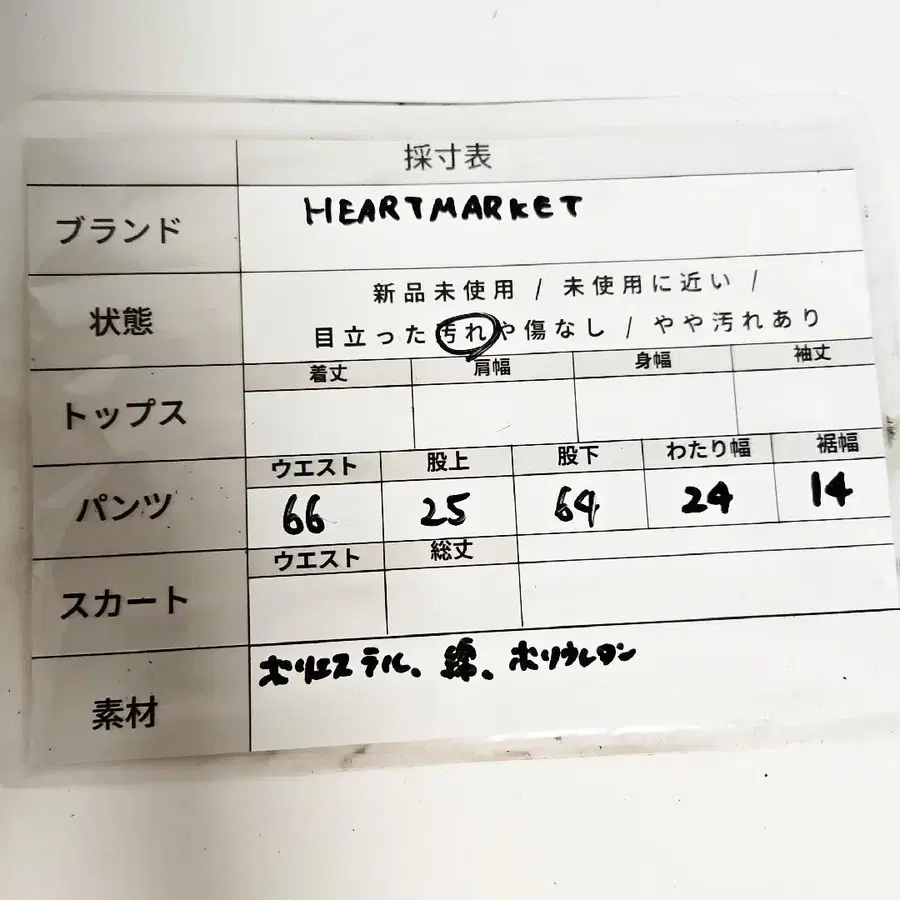 採寸表
ブランド HEARTMARKET
状態 新品未使用 / 未使用に近い /
目立った汚れや傷なし / やや汚れあり
着丈 肩幅 身幅 袖丈
トップス
ウエスト 股上 股下 わたり幅 裾幅
パンツ 66 25 64 24 14
ウエスト 総丈
スカート
素材 ポリエステル、綿、ポリウレタン